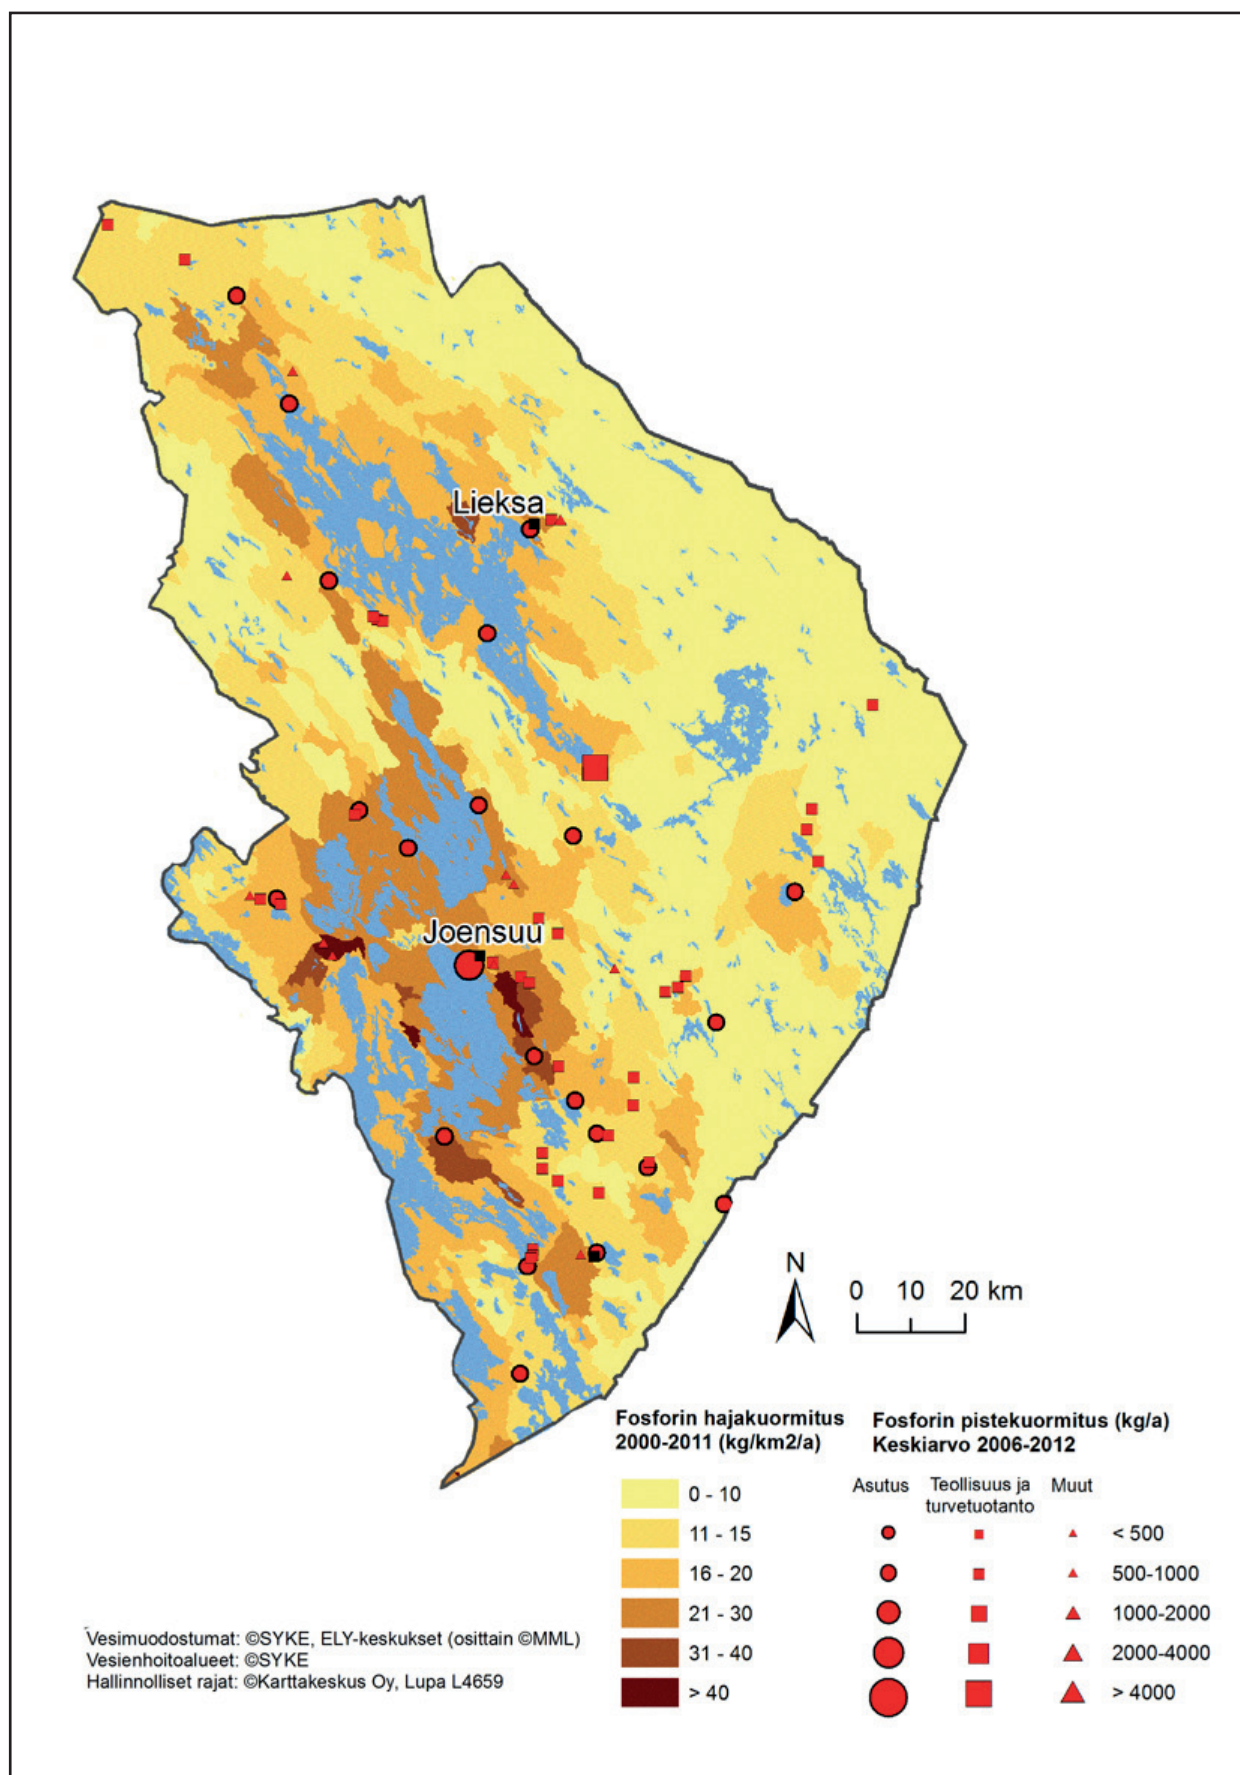 Lieksa
Joensuu
N
0 10 20 km
Fosforin hajakuormitus
2000-2011 (kg/km2/a)
0 - 10
11 - 15
16 - 20
21 - 30
31 - 40
> 40
Fosforin pistekuormitus (kg/a)
Keskiarvo 2006-2012
Asutus
Teollisuus ja
turvetuotanto
Muut
< 500
500-1000
1000-2000
2000-4000
> 4000
Vesimuodostumat: ©SYKE, ELY-keskukset (osittain ©MML)
Vesienhoitoalueet: ©SYKE
Hallinnolliset rajat: ©Karttakeskus Oy, Lupa L4659